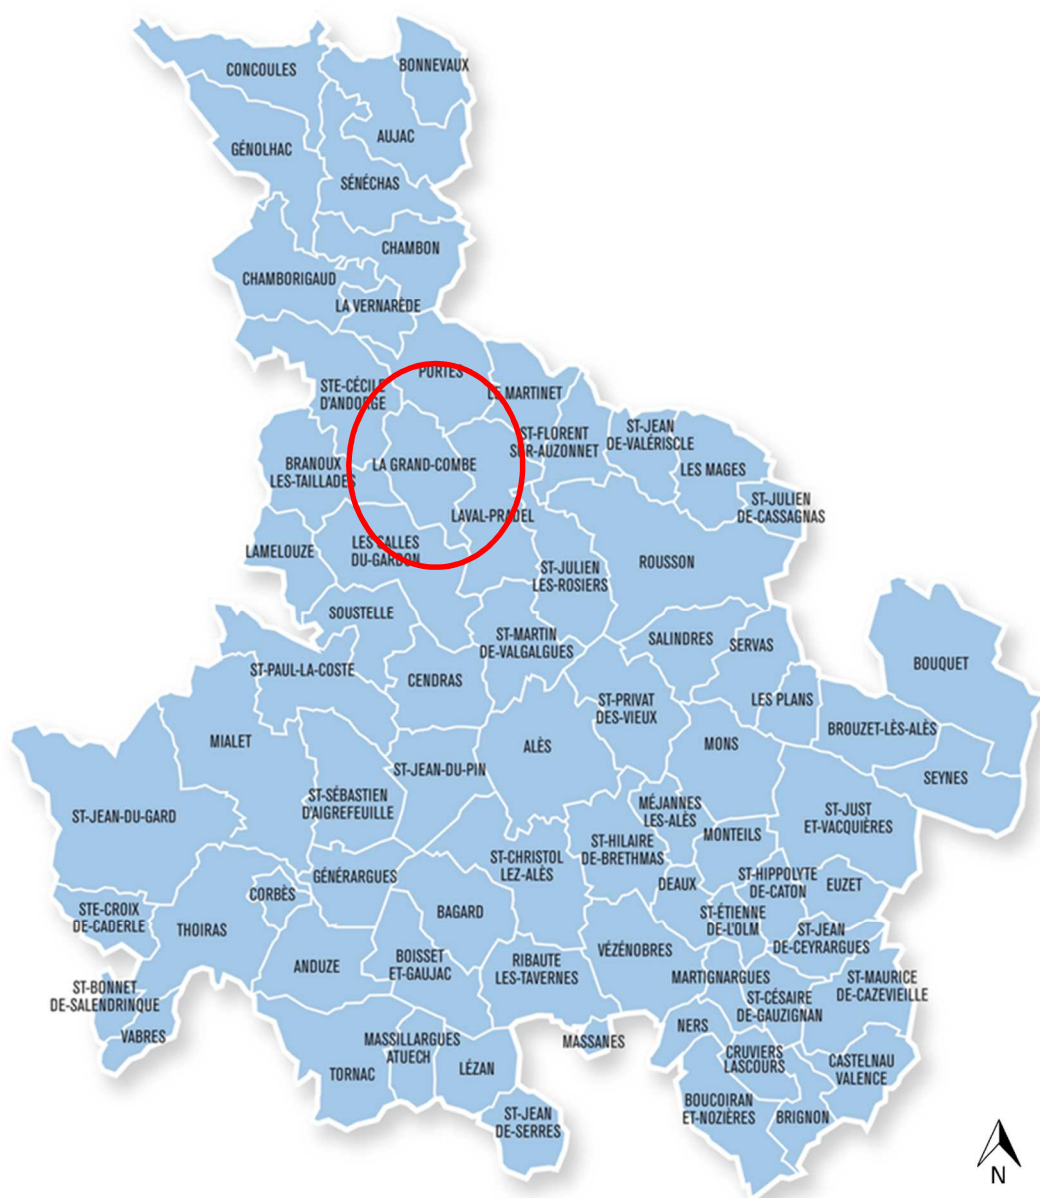 CONCOULES
BONNEVAUX
GÉNOLHAC
AUJAC
SÉNÉCHAS
CHAMBON
CHAMBORIGAUD
LA VERNARÈDE
PORTES
STE-CÉCILE
D'ANDORGE
LE MARTINET
ST-FLORENT
SUR-AUZONNET
ST-JEAN
DE-VALÉRISCLE
LES MAGES
ST-JULIEN
DE-CASSAGNAS
BRANOUX
LES-TAILLADES
LA GRAND-COMBE
LAVAL-PRADEL
LAMELOUZE
LES SALLES
DU-GARDON
ST-JULIEN
LES-ROSIERS
ROUSSON
SOUSTELLE
ST-MARTIN
DE-VALGALGUES
SALINDRES
SERVAS
BOUQUET
ST-PAUL-LA-COSTE
CENDRAS
ST-PRIVAT
DES-VIEUX
LES PLANS
BROUZET-LÈS-ALÈS
MIALET
ALÈS
MONS
SEYNES
ST-JEAN-DU-PIN
ST-JEAN-DU-GARD
ST-SÉBASTIEN
D'AIGREFEUILLE
MÉJANNES
LES-ALÈS
MONTEILS
ST-JUST
ET-VACQUIÈRES
ST-HILAIRE
DE-BRETHMAS
ST-CHRISTOL
LEZ-ALÈS
GÉNÉRARGUES
CORBÈS
DEAUX
ST-HIPPOLYTE
DE-CATON
EUZET
STE-CROIX
DE-CADERLE
THOIRAS
BAGARD
ST-ÉTIENNE
DE-L'OLM
ST-JEAN
DE-CEYRARGUES
ANDUZE
BOISSET
ET-GAUJAC
RIBAUTE
LES-TAVERNES
VÉZÉNOBRES
MARTIGNARGUES
ST-MAURICE
DE-CAZEVIEILLE
ST-BONNET
DE-SALENDRINQUE
ST-CÉSAIRE
DE-GAUZIGNAN
VABRES
MASSILLARGUES
ATUECH
MASSANES
NERS
CRUVIERS
LASCOURS
CASTELNAU
VALENCE
TORNAC
LÉZAN
BOUCOIRAN
ET-NOZIÈRES
BRIGNON
ST-JEAN
DE-SERRES
N